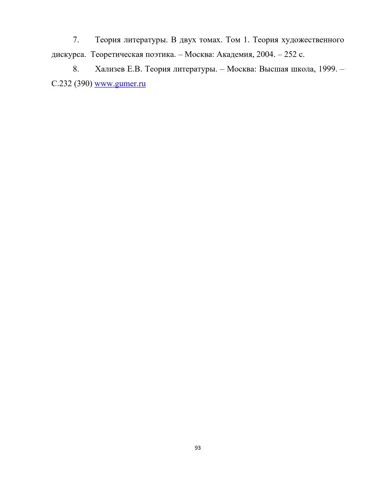 7. Теория литературы. В двух томах. Том 1. Теория художественного
дискурса. Теоретическая поэтика. – Москва: Академия, 2004. – 252 с.
8. Хализев Е.В. Теория литературы. – Москва: Высшая школа, 1999. –
С.232 (390) www.gumer.ru
93